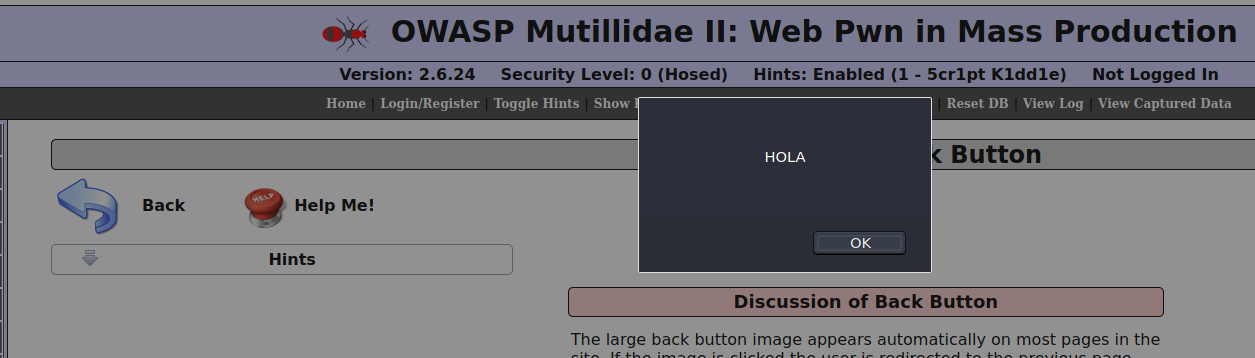 OWASP Mutillidae II: Web Pwn in Mass Production
Version: 2.6.24 Security Level: 0 (Hosed) Hints: Enabled (1 - 5cr1pt K1dd1e) Not Logged In
Home | Login/Register | Toggle Hints | Show | Reset DB | View Log | View Captured Data
HOLA
OK
k Button
Back
HELP
Help Me!
Hints
Discussion of Back Button
The large back button image appears automatically on most pages in the
site. If the image is clicked the user is redirected to the previous page